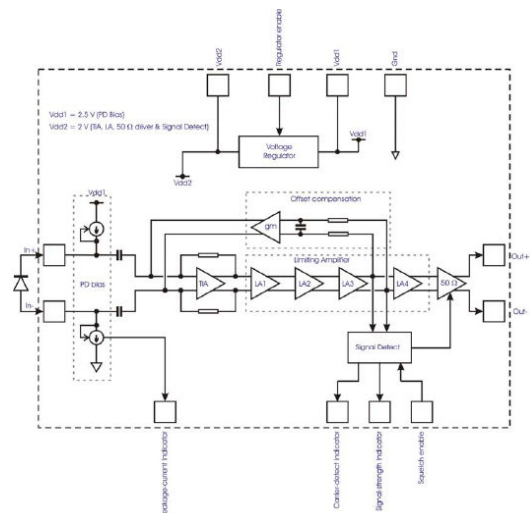 Vdd2
Regulator enable
Vdd1
Gnd
Vdd1 = 2.5 V (PD Bias)
Vdd2 = 2 V (TIA, LA, 50 Ω driver & Signal Detect)
Voltage
Regulator
Vdd1
Vdd2
Vdd1
Offset compensation
gm
In+
PD bias
In-
TIA
Limiting Amplifier
LA1
LA2
LA3
LA4
50 Ω
Out+
Out-
Signal Detect
Leakage-current indicator
Carrier-detect indicator
Signal-strength indicator
Squelch enable